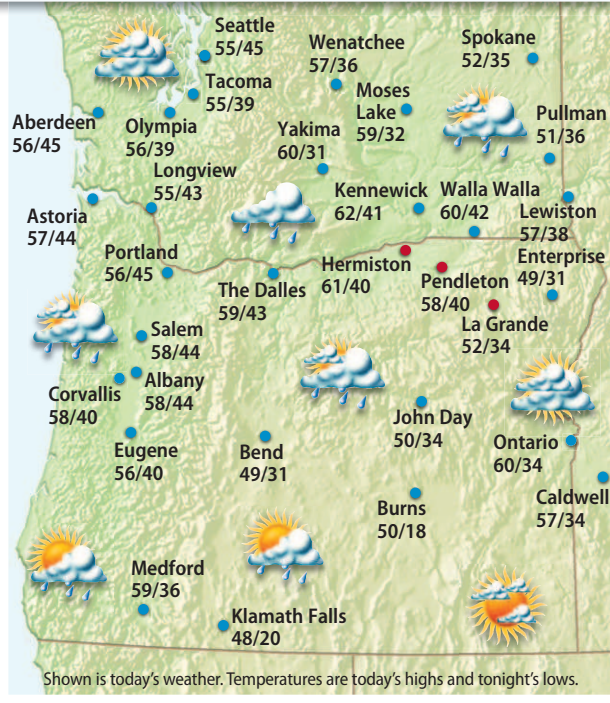 Seattle
55/45
Wenatchee
57/36
Spokane
52/35
Tacoma
55/39
Moses
Lake
59/32
Aberdeen
56/45
Olympia
56/39
Yakima
60/31
Pullman
51/36
Longview
55/43
Kennewick
62/41
Walla Walla
60/42
Lewiston
57/38
Astoria
57/44
Portland
56/45
The Dalles
59/43
Hermiston
61/40
Pendleton
58/40
Enterprise
49/31
La Grande
52/34
Salem
58/44
Corvallis
58/40
Albany
58/44
John Day
50/34
Eugene
56/40
Bend
49/31
Ontario
60/34
Burns
50/18
Caldwell
57/34
Medford
59/36
Klamath Falls
48/20
Shown is today's weather. Temperatures are today's highs and tonight's lows.